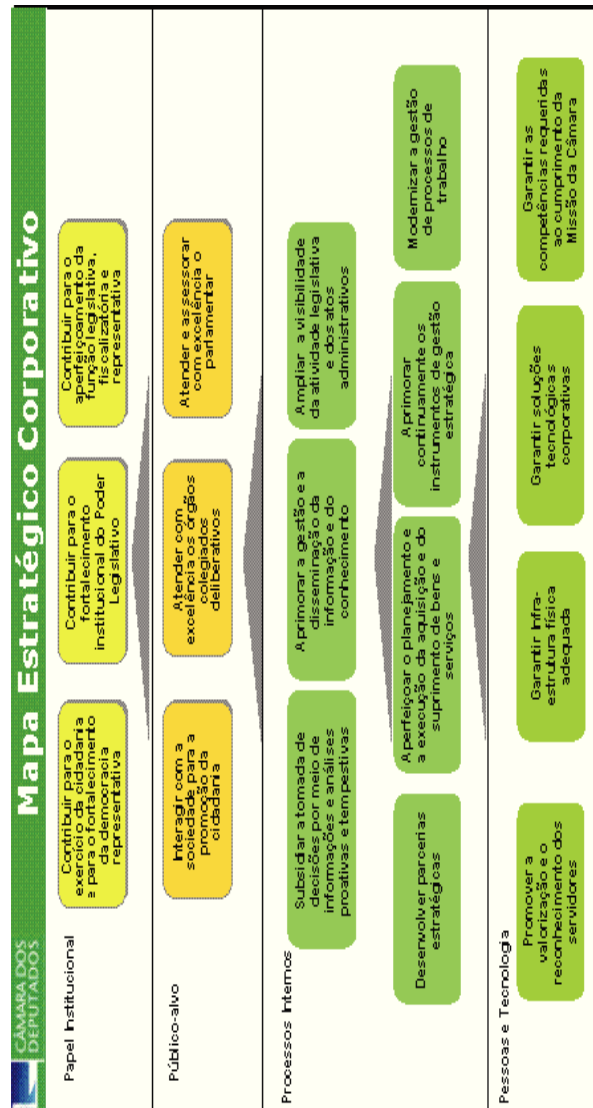 CÂMARA DOS
DEPUTADOS
Mapa Estratégico Corporativo
Papel Institucional
Contribuir para o
exercício da cidadania
e para o fortalecimento
da democracia
representativa
Contribuir para o
fortalecimento
institucional do Poder
Legislativo
Contribuir para o
aperfeiçoamento da
função legislativa,
fiscalizatória e
representativa
Público-alvo
Interagir com a
sociedade para a
promoção da
cidadania
Atender com
excelência os órgãos
colegiados
deliberativos
Atender e assessorar
com excelência o
parlamentar
Processos Internos
Subsidiar a tomada de
decisões por meio de
informações e análises
proativas e tempestivas
Aprimorar a gestão e a
disseminação da
informação e do
conhecimento
Ampliar a visibilidade
da atividade legislativa
e dos atos
administrativos
Desenvolver parcerias
estratégicas
Aperfeiçoar o planejamento e
a execução da aquisição e do
suprimento de bens e
serviços
Aprimorar
continuamente os
instrumentos de gestão
estratégica
Modernizar a gestão
de processos de
trabalho
Pessoas e Tecnologia
Promover a
valorização e o
reconhecimento dos
servidores
Garantir Infra-
estrutura física
adequada
Garantir soluções
tecnológicas
corporativas
Garantir as
competências requeridas
ao cumprimento da
Missão da Câmara